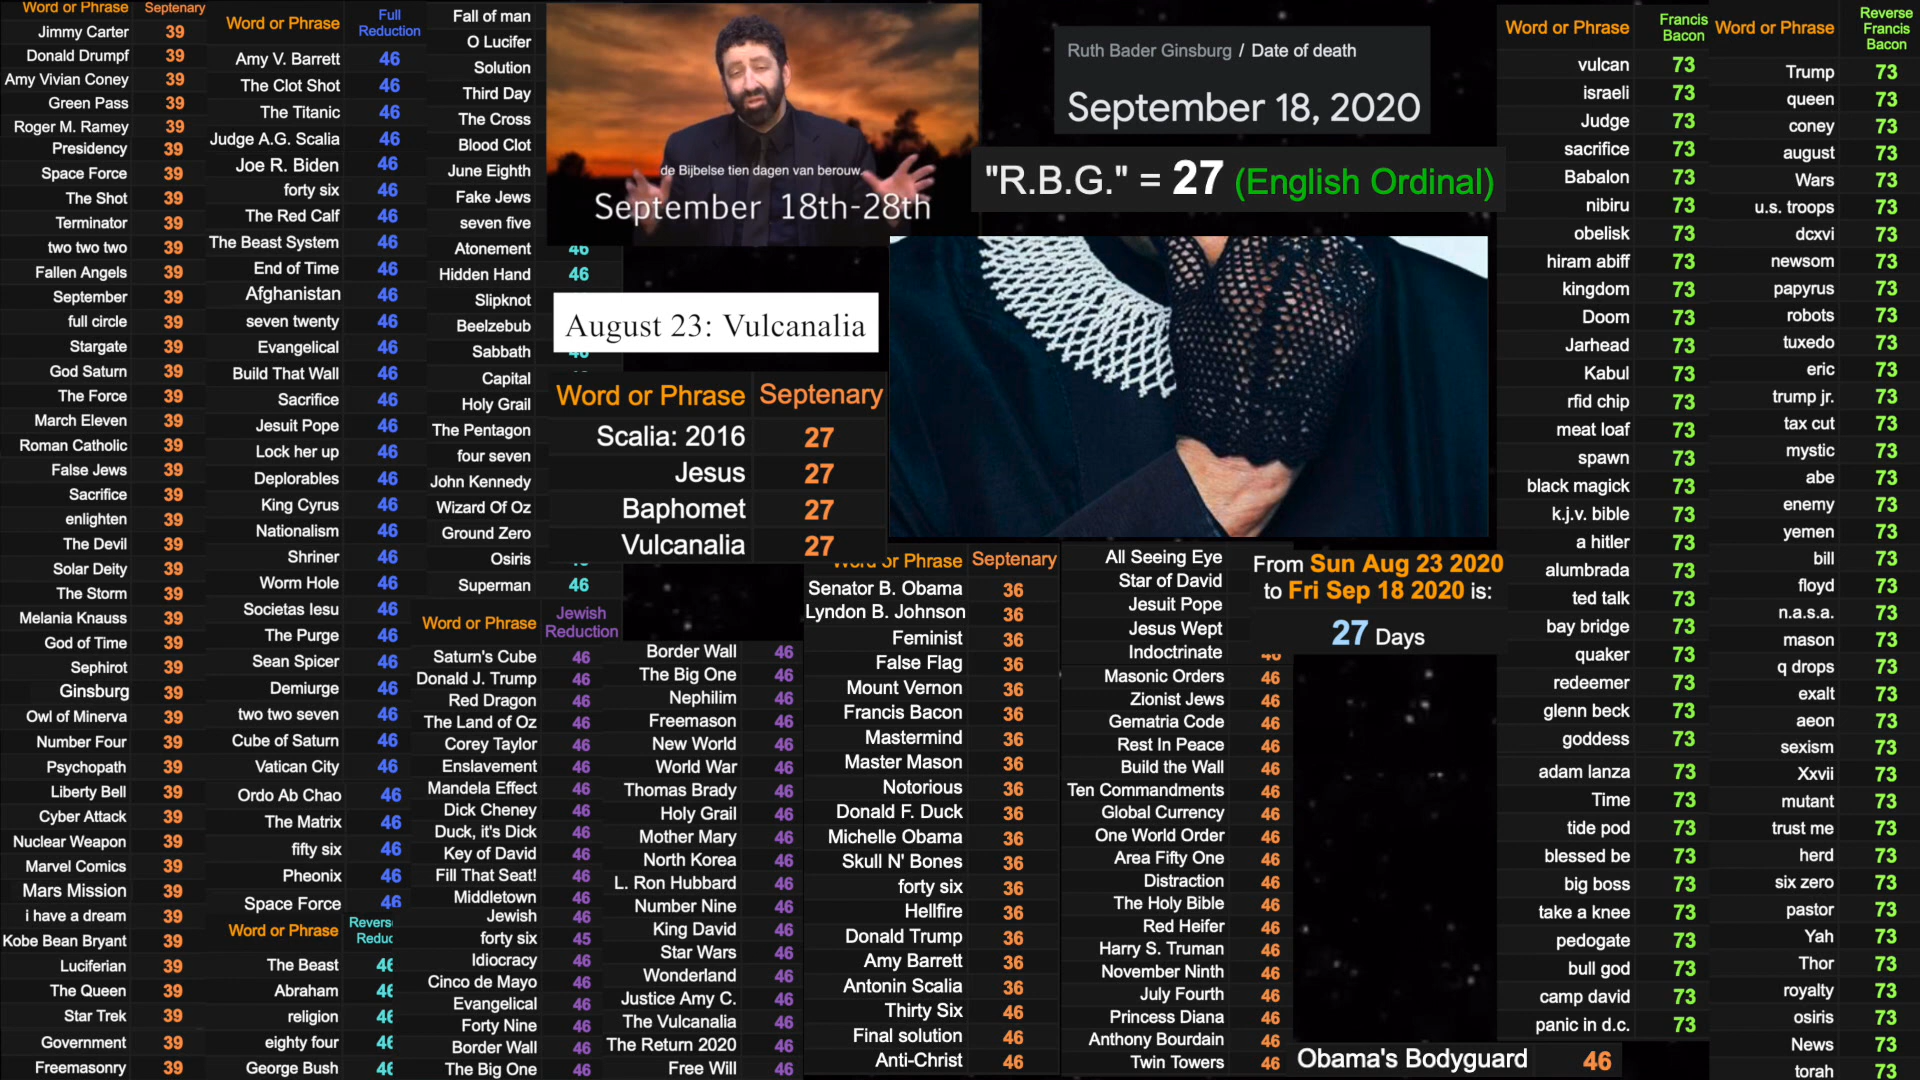 Word or Phrase Septenary
Jimmy Carter 39
Donald Drumpf 39
Amy Vivian Coney 39
Green Pass 39
Roger M. Ramey 39
Presidency 39
Space Force 39
The Shot 39
Terminator 39
two two two 39
Fallen Angels 39
September 39
full circle 39
Stargate 39
God Saturn 39
The Force 39
March Eleven 39
Roman Catholic 39
False Jews 39
Sacrifice 39
enlighten 39
The Devil 39
Solar Deity 39
The Storm 39
Melania Knauss 39
God of Time 39
Sephirot 39
Ginsburg 39
Owl of Minerva 39
Number Four 39
Psychopath 39
Liberty Bell 39
Cyber Attack 39
Nuclear Weapon 39
Marvel Comics 39
Mars Mission 39
i have a dream 39
Kobe Bean Bryant 39
Luciferian 39
The Queen 39
Star Trek 39
Government 39
Freemasonry 39
Word or Phrase Full Reduction
Amy V. Barrett 46
The Clot Shot 46
The Titanic 46
Judge A.G. Scalia 46
Joe R. Biden 46
forty six 46
The Red Calf 46
The Beast System 46
End of Time 46
Afghanistan 46
seven twenty 46
Evangelical 46
Build That Wall 46
Sacrifice 46
Jesuit Pope 46
Lock her up 46
Deplorables 46
King Cyrus 46
Nationalism 46
Shriner 46
Worm Hole 46
Societas Iesu 46
The Purge 46
Sean Spicer 46
Demiurge 46
two two seven 46
Cube of Saturn 46
Vatican City 46
Ordo Ab Chao 46
The Matrix 46
fifty six 46
Pheonix 46
Space Force 46
Word or Phrase Revers Reduc
The Beast 46
Abraham 46
religion 46
eighty four 46
George Bush 46
Fall of man
O Lucifer
Solution
Third Day
The Cross
Blood Clot
June Eighth
Fake Jews
seven five
Atonement 46
Hidden Hand 46
Slipknot
Beelzebub
Sabbath 46
Capital
Holy Grail
The Pentagon
four seven
John Kennedy
Wizard Of Oz
Ground Zero
Osiris
Superman 46
Word or Phrase Jewish Reduction
Saturn's Cube 46
Donald J. Trump 46
Red Dragon 46
The Land of Oz 46
Corey Taylor 46
Enslavement 46
Mandela Effect 46
Dick Cheney 46
Duck, it's Dick 46
Key of David 46
Fill That Seat! 46
Middletown 46
Jewish 46
forty six 45
Idiocracy 46
Cinco de Mayo 46
Evangelical 46
Forty Nine 46
Border Wall 46
The Big One 46
Border Wall 46
The Big One 46
Nephilim 46
Freemason 46
New World 46
World War 46
Thomas Brady 46
Holy Grail 46
Mother Mary 46
North Korea 46
L. Ron Hubbard 46
Number Nine 46
King David 46
Star Wars 46
Wonderland 46
Justice Amy C. 46
The Vulcanalia 46
The Return 2020 46
Free Will 46
de Bijbelse tien dagen van berouw.
September 18th-28th
August 23: Vulcanalia
Word or Phrase Septenary
Scalia: 2016 27
Jesus 27
Baphomet 27
Vulcanalia 27
Ruth Bader Ginsburg / Date of death
September 18, 2020
"R.B.G." = 27 (English Ordinal)
Word or Phrase Septenary
Senator B. Obama 36
Lyndon B. Johnson 36
Feminist 36
False Flag 36
Mount Vernon 36
Francis Bacon 36
Mastermind 36
Master Mason 36
Notorious 36
Donald F. Duck 36
Michelle Obama 36
Skull N' Bones 36
forty six 36
Hellfire 36
Donald Trump 36
Amy Barrett 36
Antonin Scalia 36
Thirty Six 46
Final solution 46
Anti-Christ 46
All Seeing Eye
Star of David
Jesuit Pope
Jesus Wept
Indoctrinate 46
Masonic Orders 46
Zionist Jews 46
Gematria Code 46
Rest In Peace 46
Build the Wall 46
Ten Commandments 46
Global Currency 46
One World Order 46
Area Fifty One 46
Distraction 46
The Holy Bible 46
Red Heifer 46
Harry S. Truman 46
November Ninth 46
July Fourth 46
Princess Diana 46
Anthony Bourdain 46
Twin Towers 46
From Sun Aug 23 2020
to Fri Sep 18 2020 is:
27 Days
Obama's Bodyguard 46
Word or Phrase Francis Bacon
vulcan 73
israeli 73
Judge 73
sacrifice 73
Babalon 73
nibiru 73
obelisk 73
hiram abiff 73
kingdom 73
Doom 73
Jarhead 73
Kabul 73
rfid chip 73
meat loaf 73
spawn 73
black magick 73
k.j.v. bible 73
a hitler 73
alumbrada 73
ted talk 73
bay bridge 73
quaker 73
redeemer 73
glenn beck 73
goddess 73
adam lanza 73
Time 73
tide pod 73
blessed be 73
big boss 73
take a knee 73
pedogate 73
bull god 73
camp david 73
panic in d.c. 73
Word or Phrase Reverse Francis Bacon
Trump 73
queen 73
coney 73
august 73
Wars 73
u.s. troops 73
dcxvi 73
newsom 73
papyrus 73
robots 73
tuxedo 73
eric 73
trump jr. 73
tax cut 73
mystic 73
abe 73
enemy 73
yemen 73
bill 73
floyd 73
n.a.s.a. 73
mason 73
q drops 73
exalt 73
aeon 73
sexism 73
Xxvii 73
mutant 73
trust me 73
herd 73
six zero 73
pastor 73
Yah 73
Thor 73
royalty 73
osiris 73
News 73
torah 73